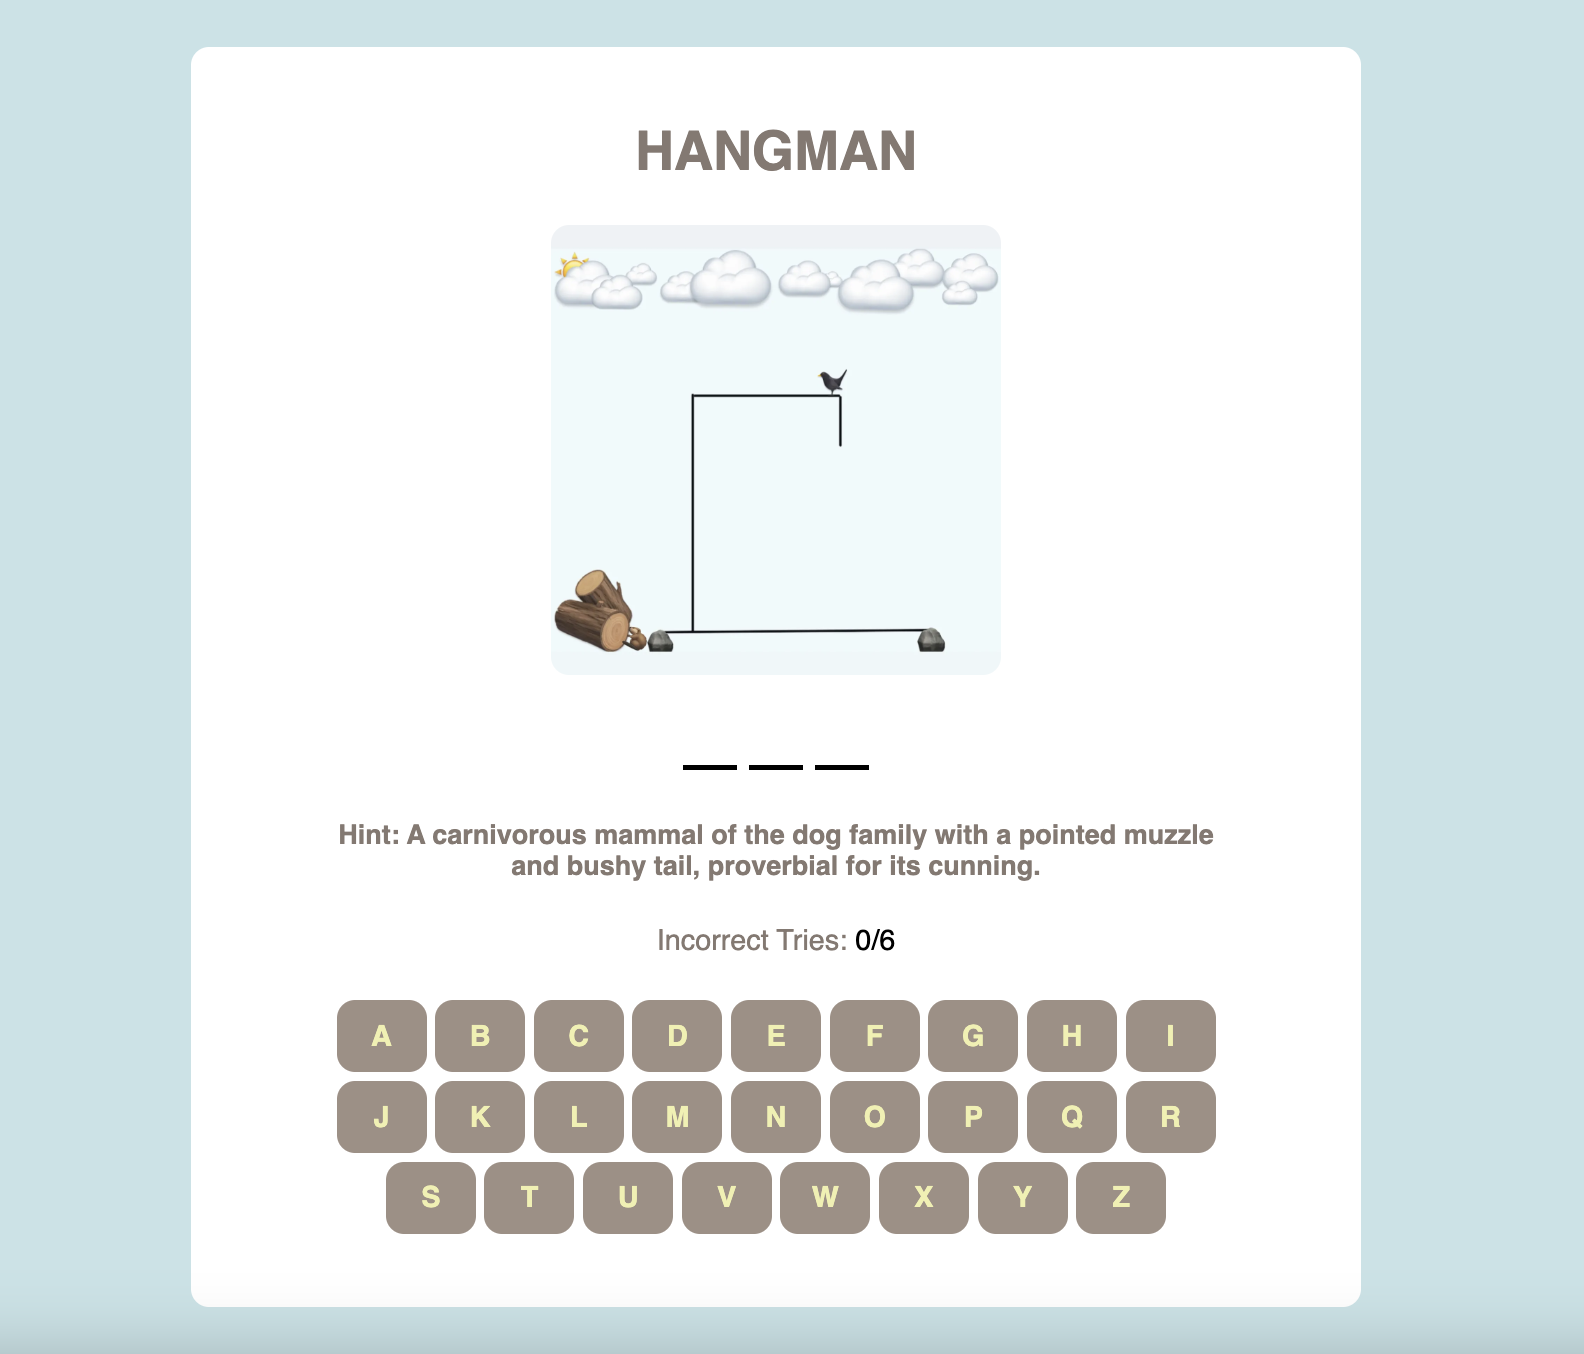 HANGMAN
Hint: A carnivorous mammal of the dog family with a pointed muzzle
and bushy tail, proverbial for its cunning.
Incorrect Tries: 0/6
A B C D E F G H I
J K L M N O P Q R
S T U V W X Y Z